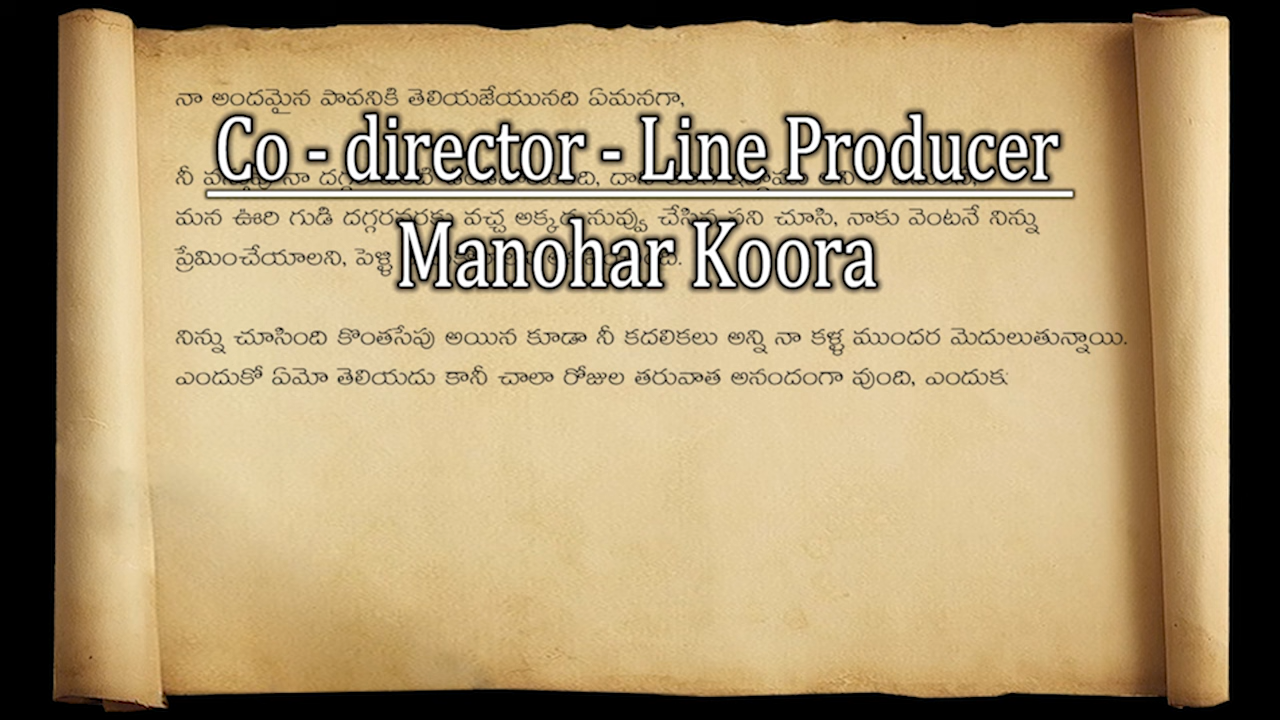 నా అందమైన పావనికి తెలియజేయునది ఏమనగా,
Co - director - Line Producer
నీ నా
మన ఊరి గుడి దగ్గరవరకు వచ్చ అక్కడ నువ్వు చేసిన పని చూసి, నాకు వెంటనే నిన్ను
Manohar Koora
ప్రేమించేయాలని, పెళ్ళి
నిన్ను చూసింది కొంతసేపు అయిన కూడా నీ కదలికలు అన్ని నా కళ్ళ ముందర మెదులుతున్నాయి.
ఎందుకో ఏమో తెలియదు కానీ చాలా రోజుల తరువాత అనందంగా వుంది, ఎందుక